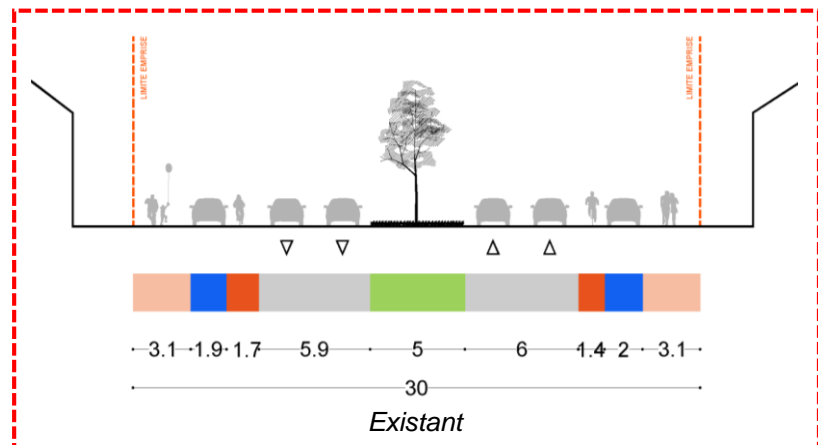 LIMITE EMPRISE
LIMITE EMPRISE
3.1 1.9 1.7 5.9 5 6 1.4 2 3.1
30
Existant